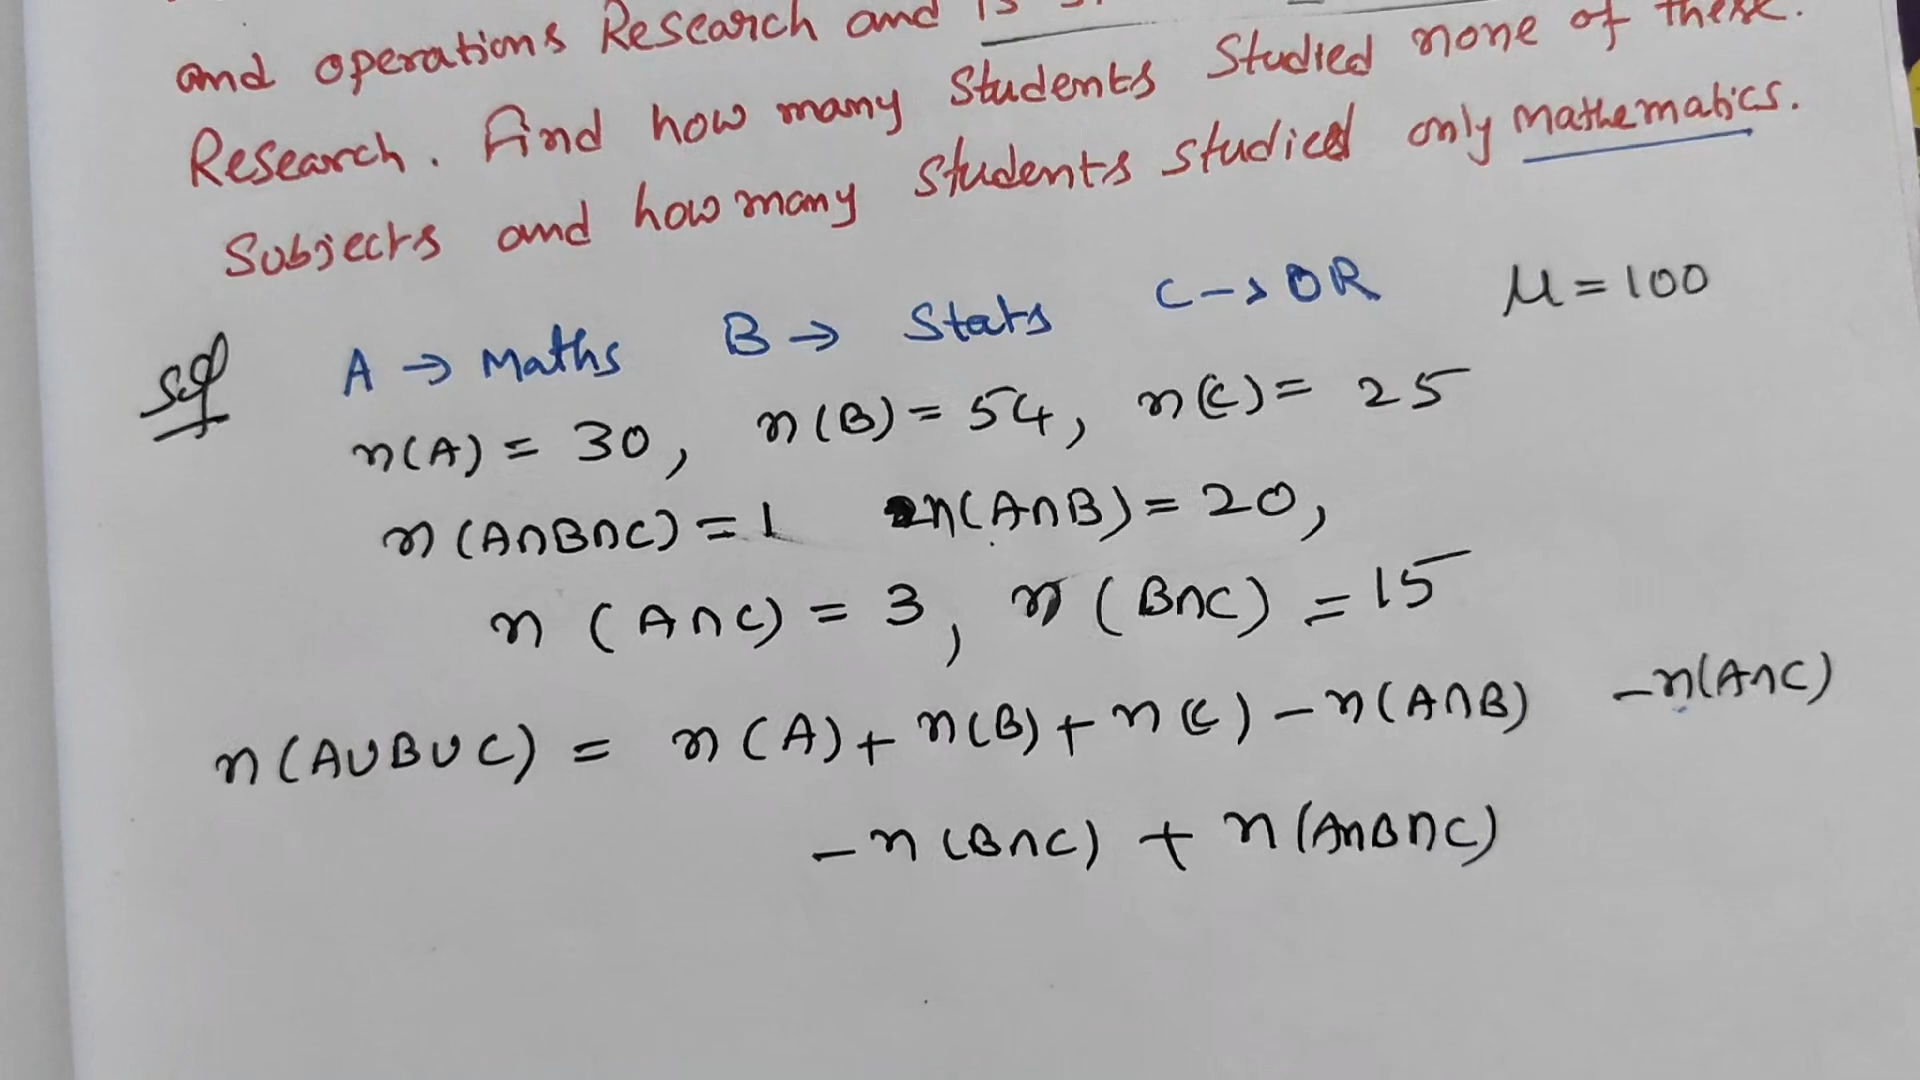 and operations Research and 15
Research. Find how many students studied none of these.
Subjects and how many students studied only mathematics.
Sol A → Maths B → Stats C → OR μ = 100
n(A) = 30, n(B) = 54, n(C) = 25
n(A∩B∩C) = 1 n(A∩B) = 20,
n(A∩C) = 3, n(B∩C) = 15
n(A∪B∪C) = n(A) + n(B) + n(C) - n(A∩B) - n(A∩C)
- n(B∩C) + n(A∩B∩C)